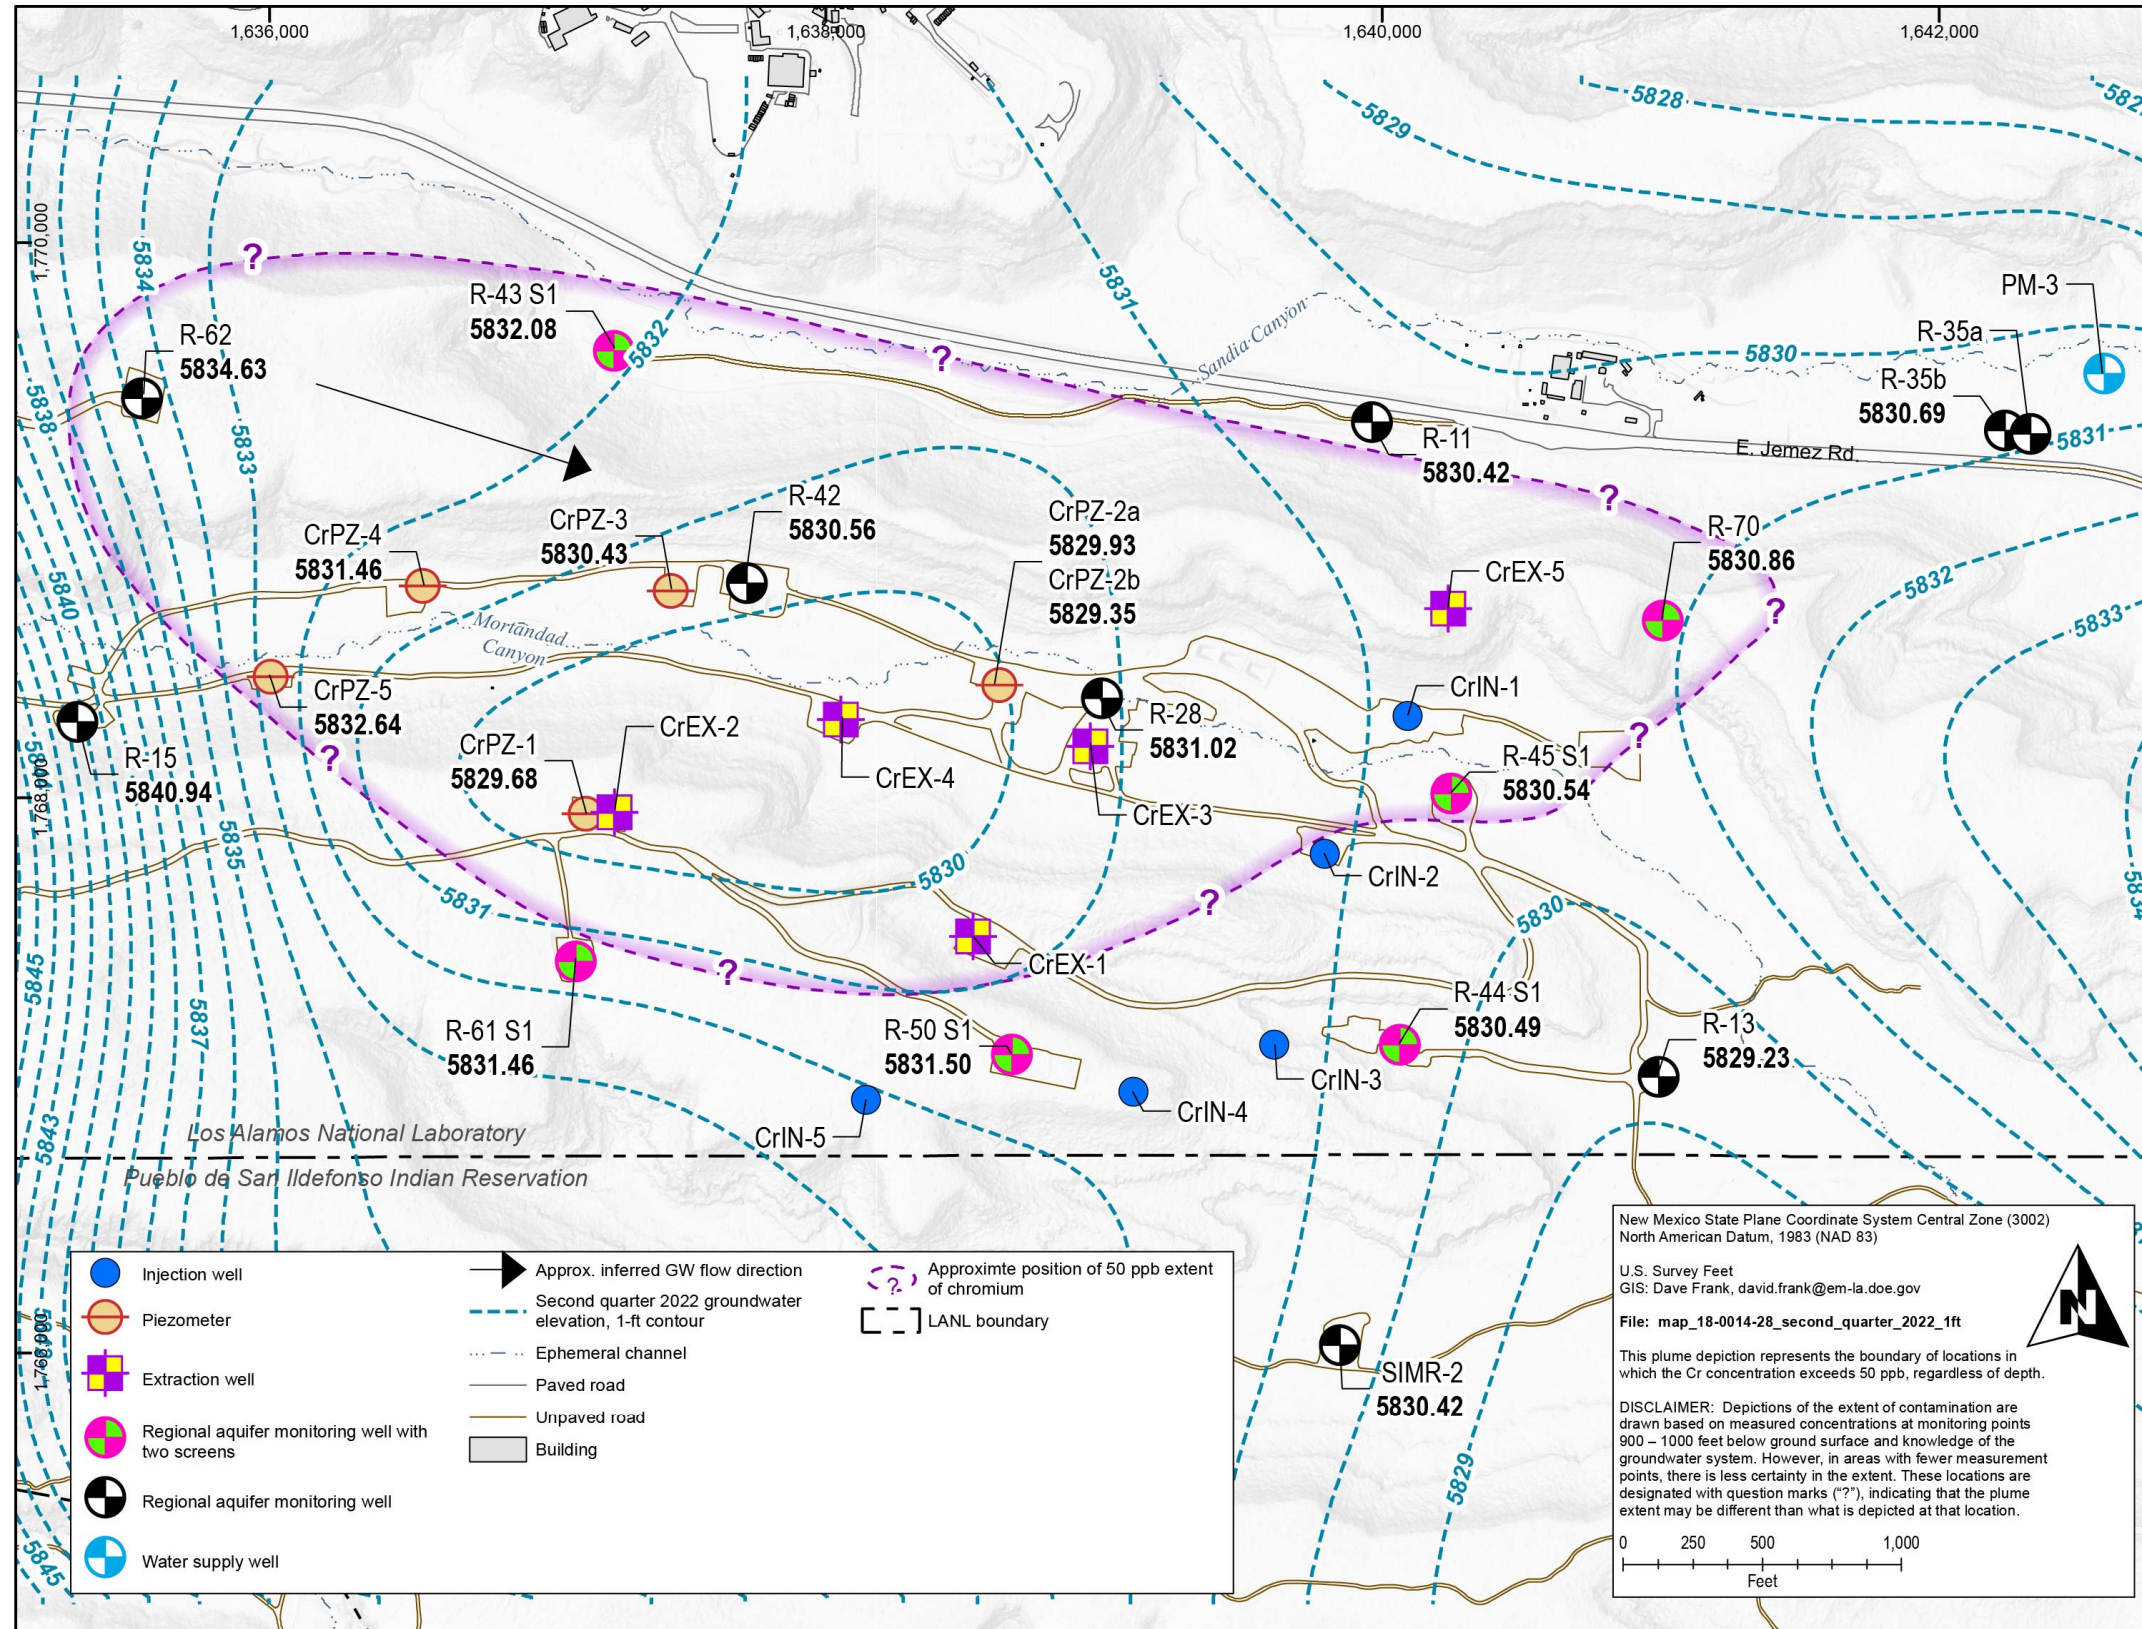 1,636,000
1,638,000
1,640,000
1,642,000
1,770,000
1,768,000
1,766,000
5828
5829
5834
5831
5832
5833
5838
5830
5831
5840
5832
5833
5835
5831
5830
5830
5845
5837
5834
5843
5829
5845
R-43 S1
5832.08
R-62
5834.63
PM-3
R-35a
R-35b
5830.69
Sandia Canyon
R-11
5830.42
E. Jemez Rd.
R-42
5830.56
CrPZ-3
5830.43
CrPZ-4
5831.46
CrPZ-2a
5829.93
CrPZ-2b
5829.35
R-70
5830.86
CrEX-5
Mortandad
Canyon
CrPZ-5
5832.64
CrIN-1
R-28
5831.02
R-15
5840.94
CrPZ-1
5829.68
CrEX-2
CrEX-4
CrEX-3
R-45 S1
5830.54
CrIN-2
CrEX-1
R-44 S1
5830.49
R-61 S1
5831.46
R-50 S1
5831.50
R-13
5829.23
CrIN-3
CrIN-4
CrIN-5
Los Alamos National Laboratory
Pueblo de San Ildefonso Indian Reservation
SIMR-2
5830.42
?
?
?
?
?
?
?
?
?
Injection well
Piezometer
Extraction well
Regional aquifer monitoring well with
two screens
Regional aquifer monitoring well
Water supply well
Approx. inferred GW flow direction
Second quarter 2022 groundwater
elevation, 1-ft contour
Ephemeral channel
Paved road
Unpaved road
Building
?
Approximte position of 50 ppb extent
of chromium
LANL boundary
New Mexico State Plane Coordinate System Central Zone (3002)
North American Datum, 1983 (NAD 83)
U.S. Survey Feet
GIS: Dave Frank, david.frank@em-la.doe.gov
File: map_18-0014-28_second_quarter_2022_1ft
This plume depiction represents the boundary of locations in
which the Cr concentration exceeds 50 ppb, regardless of depth.
DISCLAIMER: Depictions of the extent of contamination are
drawn based on measured concentrations at monitoring points
900 – 1000 feet below ground surface and knowledge of the
groundwater system. However, in areas with fewer measurement
points, there is less certainty in the extent. These locations are
designated with question marks (“?”), indicating that the plume
extent may be different than what is depicted at that location.
N
0 250 500 1,000
Feet